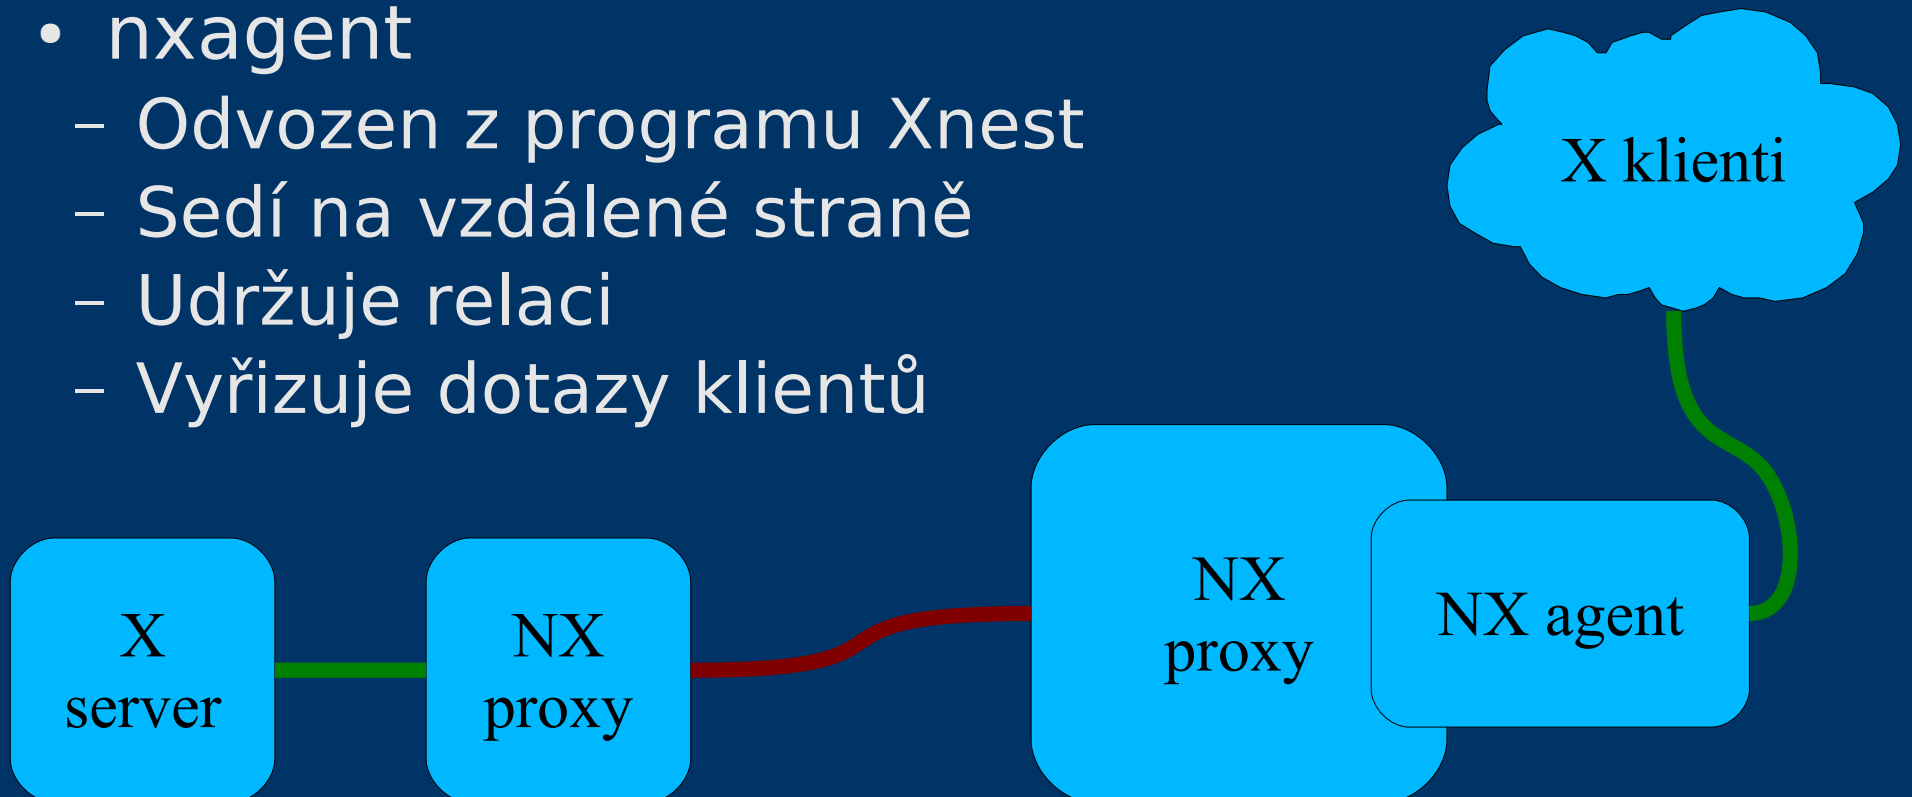 • nxagent
– Odvozen z programu Xnest
– Sedí na vzdálené straně
– Udržuje relaci
– Vyřizuje dotazy klientů
X klienti
X
server
NX
proxy
NX
proxy
NX agent